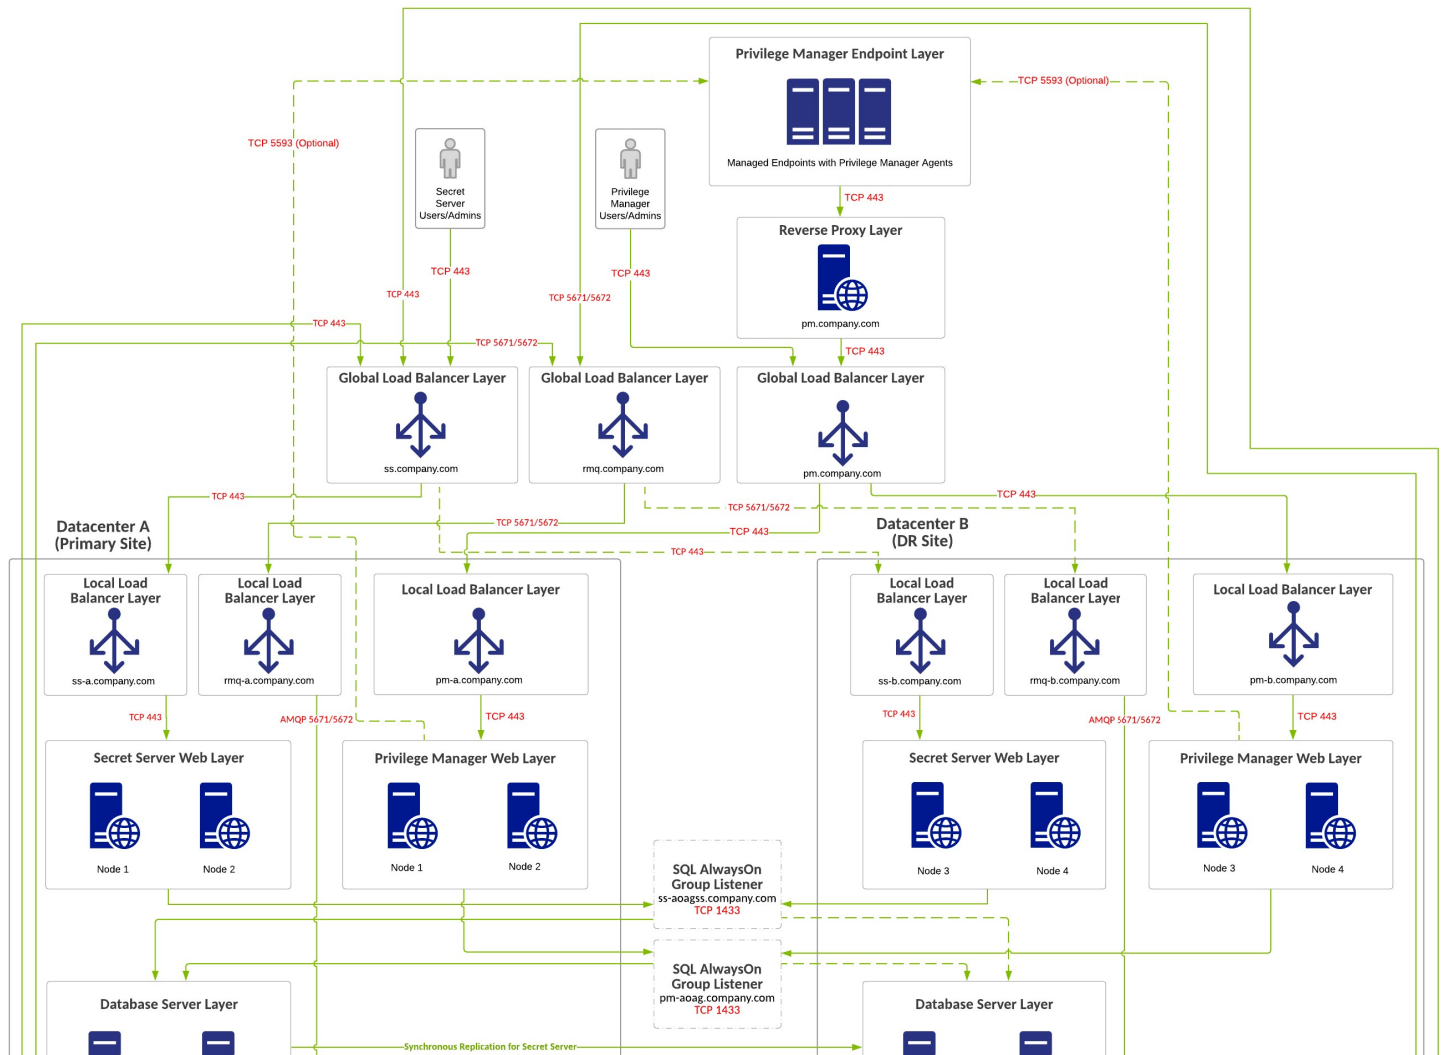 Privilege Manager Endpoint Layer
Managed Endpoints with Privilege Manager Agents
TCP 5593 (Optional)
TCP 5593 (Optional)
Secret
Server
Users/Admins
Privilege
Manager
Users/Admins
TCP 443
Reverse Proxy Layer
pm.company.com
TCP 443
TCP 443
TCP 443
TCP 5671/5672
TCP 443
TCP 5671/5672
TCP 443
Global Load Balancer Layer
ss.company.com
Global Load Balancer Layer
rmq.company.com
Global Load Balancer Layer
pm.company.com
TCP 443
TCP 443
TCP 5671/5672
TCP 5671/5672
TCP 443
TCP 443
Datacenter A
(Primary Site)
Datacenter B
(DR Site)
Local Load
Balancer Layer
ss-a.company.com
Local Load
Balancer Layer
rmq-a.company.com
Local Load Balancer Layer
pm-a.company.com
Local Load
Balancer Layer
ss-b.company.com
Local Load
Balancer Layer
rmq-b.company.com
Local Load Balancer Layer
pm-b.company.com
TCP 443
AMQP 5671/5672
TCP 443
TCP 443
AMQP 5671/5672
TCP 443
Secret Server Web Layer
Node 1
Node 2
Privilege Manager Web Layer
Node 1
Node 2
Secret Server Web Layer
Node 3
Node 4
Privilege Manager Web Layer
Node 3
Node 4
SQL AlwaysOn
Group Listener
ss-aoagss.company.com
TCP 1433
SQL AlwaysOn
Group Listener
pm-aoag.company.com
TCP 1433
Database Server Layer
Database Server Layer
Synchronous Replication for Secret Server